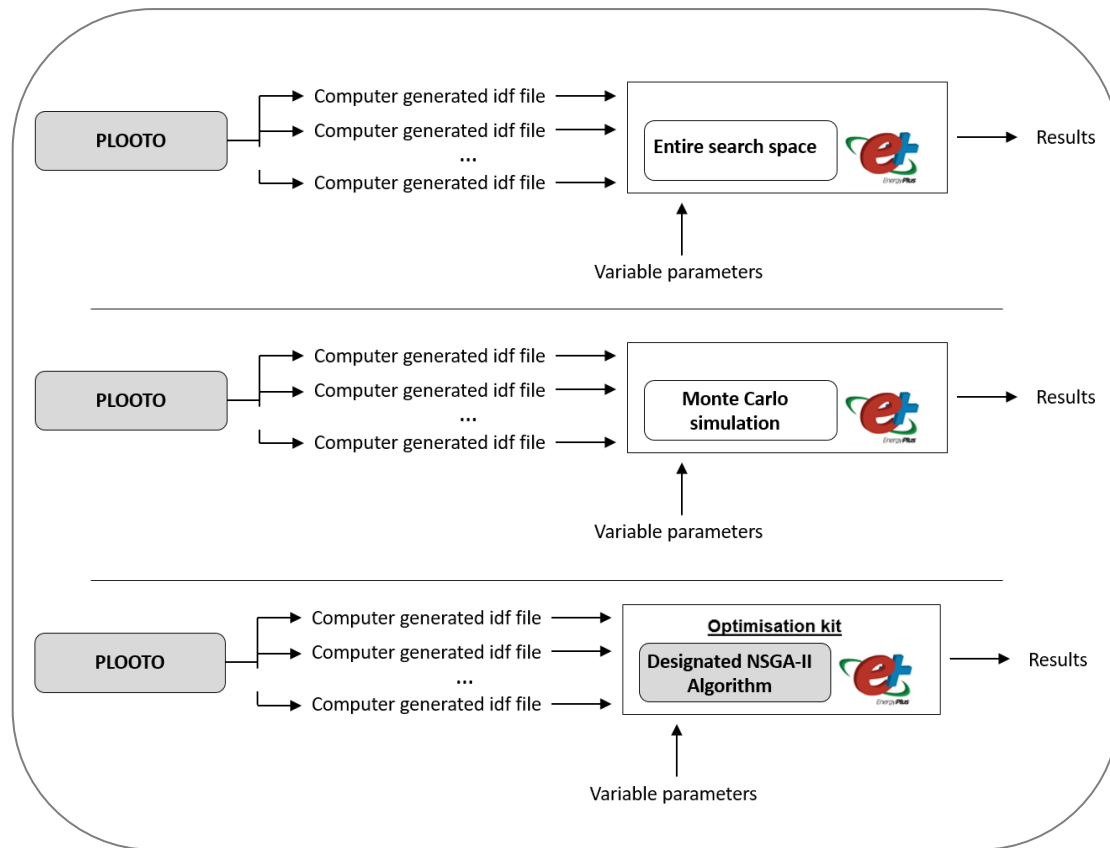 Computer generated idf file
PLOOTO
Computer generated idf file
Entire search space
e+
EnergyPlus
Results
...
Computer generated idf file
Variable parameters
Computer generated idf file
PLOOTO
Computer generated idf file
Monte Carlo
simulation
e+
EnergyPlus
Results
...
Computer generated idf file
Variable parameters
Computer generated idf file
PLOOTO
Computer generated idf file
Optimisation kit
Designated NSGA-II
Algorithm
e+
EnergyPlus
Results
...
Computer generated idf file
Variable parameters